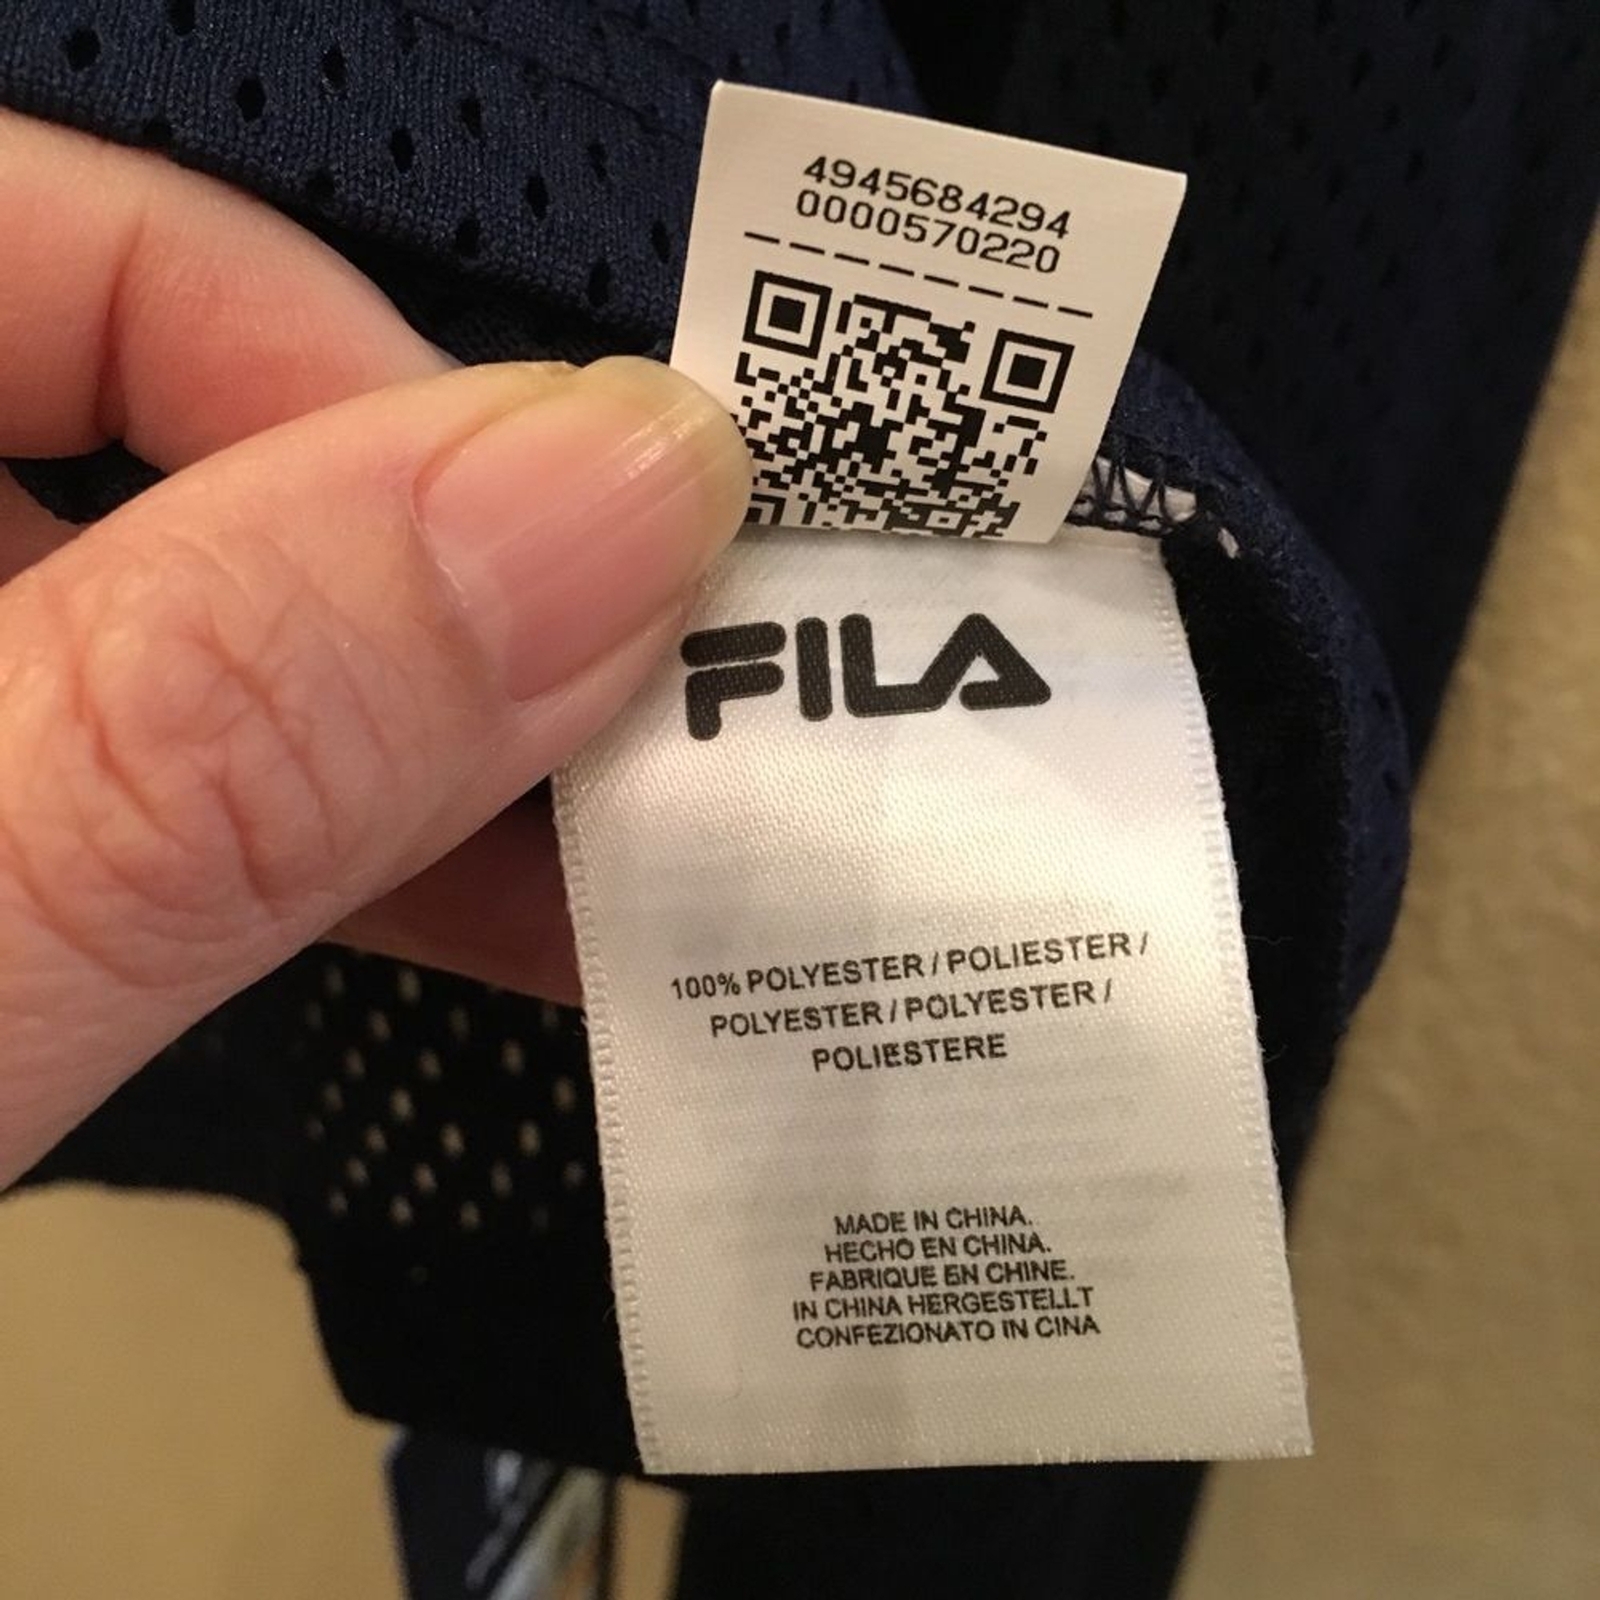 4945684294
0000570220
FILA
100% POLYESTER / POLIESTER /
POLYESTER / POLYESTER /
POLIESTERE
MADE IN CHINA.
HECHO EN CHINA.
FABRIQUE EN CHINE.
IN CHINA HERGESTELLT
CONFEZIONATO IN CINA